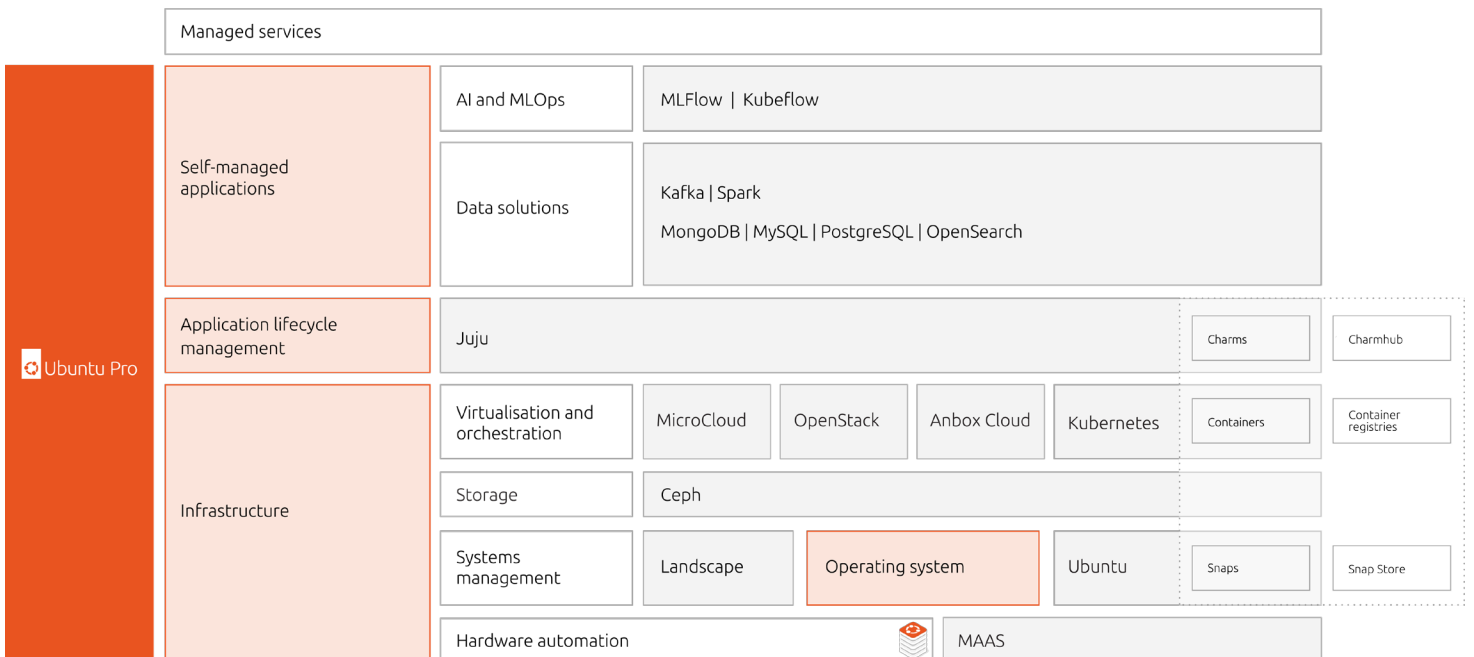 Managed services
Ubuntu Pro
Self-managed
applications
AI and MLOps
MLFlow | Kubeflow
Data solutions
Kafka | Spark
MongoDB | MySQL | PostgreSQL | OpenSearch
Application lifecycle
management
Juju
Charms
Charmhub
Infrastructure
Virtualisation and
orchestration
MicroCloud
OpenStack
Anbox Cloud
Kubernetes
Containers
Container
registries
Storage
Ceph
Systems
management
Landscape
Operating system
Ubuntu
Snaps
Snap Store
Hardware automation
MAAS